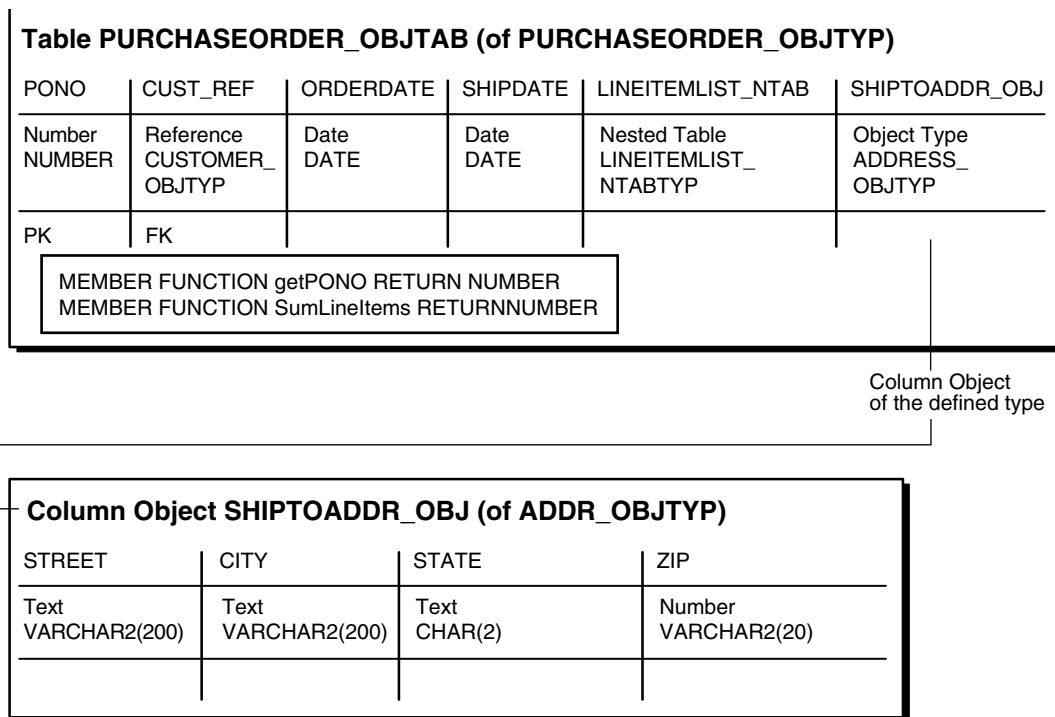 Table PURCHASEORDER_OBJTAB (of PURCHASEORDER_OBJTYP)
PONO CUST_REF ORDERDATE SHIPDATE LINEITEMLIST_NTAB SHIPTOADDR_OBJ
Number Reference Date Date Nested Table Object Type
NUMBER CUSTOMER_ DATE DATE LINEITEMLIST_ ADDRESS_
OBJTYP NTABTYP OBJTYP
PK FK
MEMBER FUNCTION getPONO RETURN NUMBER
MEMBER FUNCTION SumLineItems RETURNNUMBER
Column Object
of the defined type
Column Object SHIPTOADDR_OBJ (of ADDR_OBJTYP)
STREET CITY STATE ZIP
Text Text Text Number
VARCHAR2(200) VARCHAR2(200) CHAR(2) VARCHAR2(20)